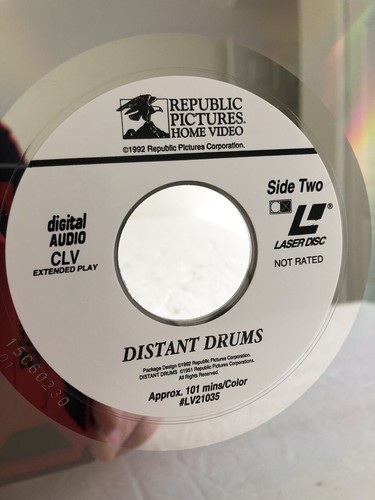 REPUBLIC
PICTURES.
HOME VIDEO
©1992 Republic Pictures Corporation.
Side Two
digital
AUDIO
CLV
EXTENDED PLAY
L
®
LASER DISC
NOT RATED
DISTANT DRUMS
Package Design ©1992 Republic Pictures Corporation.
DISTANT DRUMS ©1951 Republic Pictures Corporation.
All Rights Reserved.
Approx. 101 mins/Color
#LV21035
15C60230